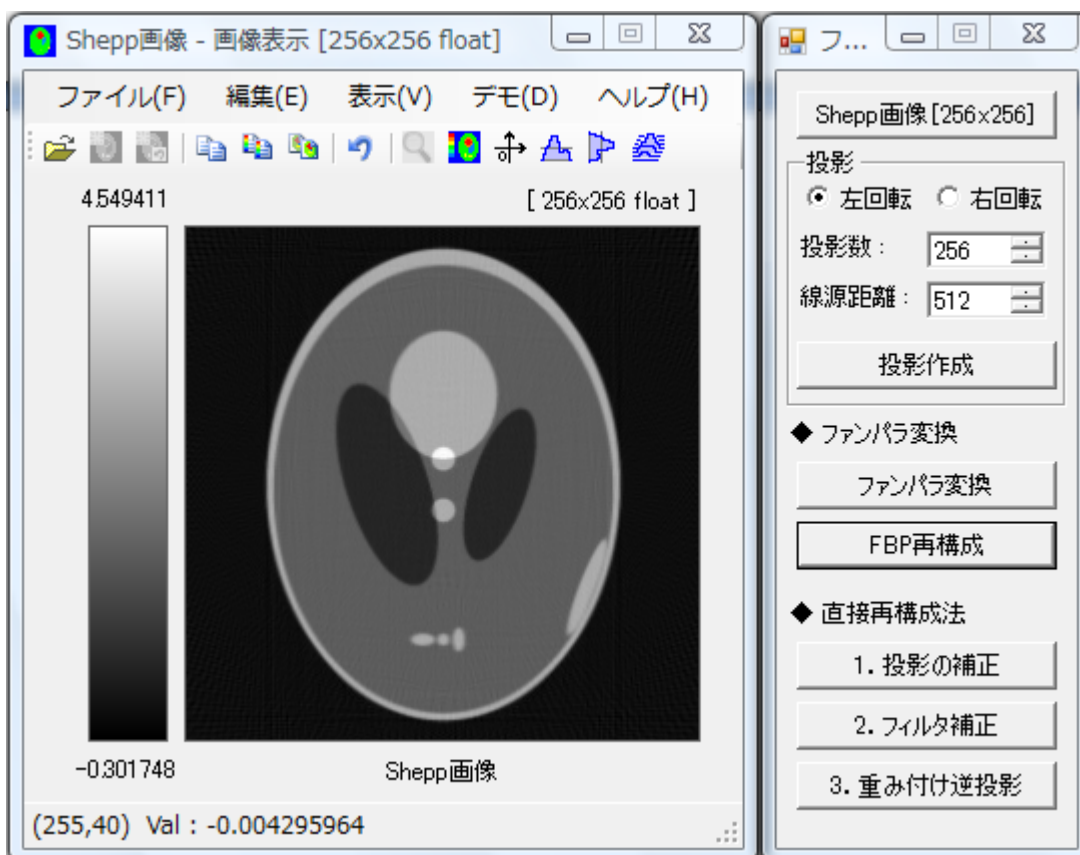 Shepp画像 - 画像表示 [256x256 float]
ファイル(F) 編集(E) 表示(V) デモ(D) ヘルプ(H)
4.549411
[ 256x256 float ]
-0.301748
Shepp画像
(255,40) Val : -0.004295964
フ...
Shepp画像[256x256]
投影
左回転 右回転
投影数 : 256
線源距離 : 512
投影作成
◆ ファンパラ変換
ファンパラ変換
FBP再構成
◆ 直接再構成法
1. 投影の補正
2. フィルタ補正
3. 重み付け逆投影